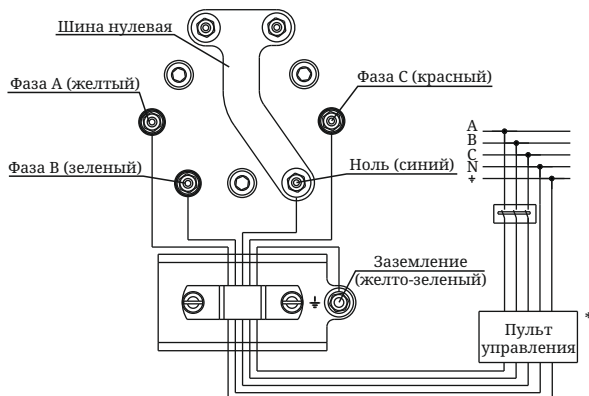 Шина нулевая
Фаза A (желтый)
Фаза C (красный)
A
B
C
N
⏚
Фаза B (зеленый)
Ноль (синий)
Заземление
(желто-зеленый)
⏚
Пульт
управления
*